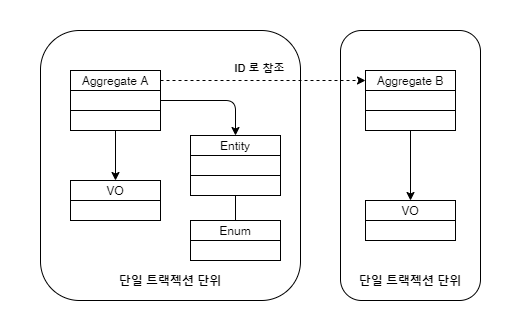 ID 로 참조
Aggregate A
Aggregate B
Entity
VO
Enum
VO
단일 트랙젝션 단위
단일 트랙젝션 단위